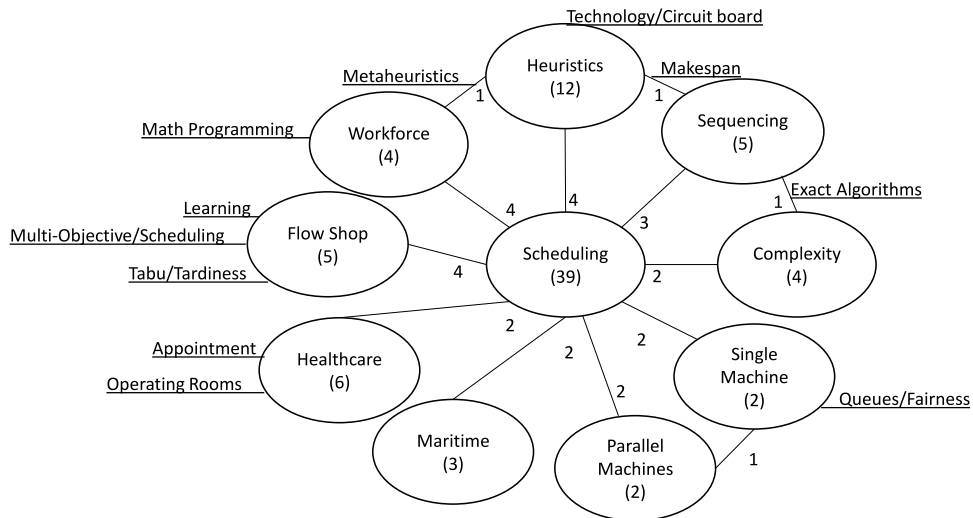 Technology/Circuit board
Heuristics
(12)
Metaheuristics
1
Makespan
1
Math Programming
Workforce
(4)
Sequencing
(5)
Learning
Multi-Objective/Scheduling
Tabu/Tardiness
Flow Shop
(5)
4
4
3
Exact Algorithms
1
4
Scheduling
(39)
2
Complexity
(4)
2
2
2
2
Appointment
Operating Rooms
Healthcare
(6)
Single
Machine
(2)
Queues/Fairness
Maritime
(3)
Parallel
Machines
(2)
1